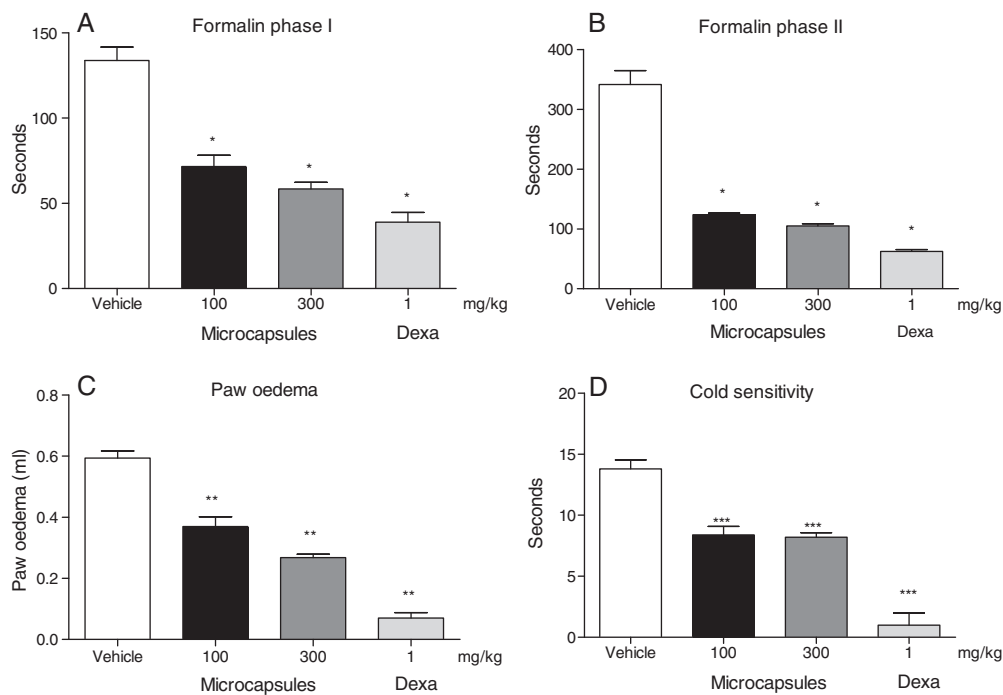 A
Formalin phase I
150
100
50
0
Seconds
*
*
*
Vehicle 100 300 1 mg/kg
Microcapsules Dexa
B
Formalin phase II
400
300
200
100
0
Seconds
*
*
*
Vehicle 100 300 1 mg/kg
Microcapsules Dexa
C
Paw oedema
0.8
0.6
0.4
0.2
0.0
Paw oedema (ml)
**
**
**
Vehicle 100 300 1 mg/kg
Microcapsules Dexa
D
Cold sensitivity
20
15
10
5
0
Seconds
***
***
***
Vehicle 100 300 1 mg/kg
Microcapsules Dexa